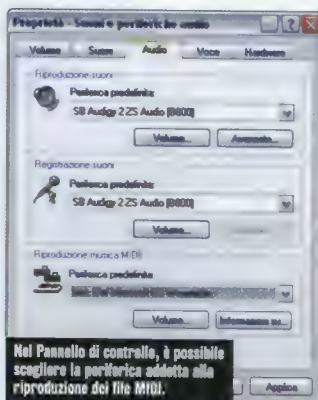 Proprietà - Suoni e periferiche audio
Volume Suoni Audio Voce Hardware
Riproduzione suoni
Periferica predefinita:
SB Audigy 2 ZS Audio [B800]
Volume... Avanzate...
Registrazione suoni
Periferica predefinita:
SB Audigy 2 ZS Audio [B800]
Volume...
Riproduzione musica MIDI
Periferica predefinita:
Volume... Informazioni su...
Nel Pannello di controllo, è possibile
scegliere la periferica addetta alla
riproduzione dei file MIDI.
Applica